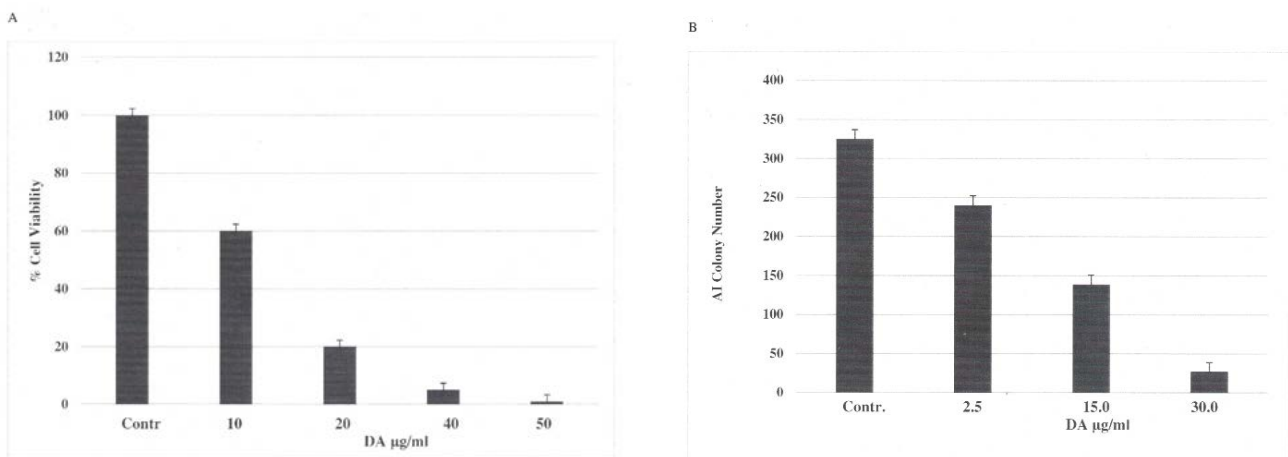 A
120
100
80
60
40
20
0
% Cell Viability
Contr 10 20 40 50
DA µg/ml
B
400
350
300
250
200
150
100
50
0
AI Colony Number
Contr. 2.5 15.0 30.0
DA µg/ml